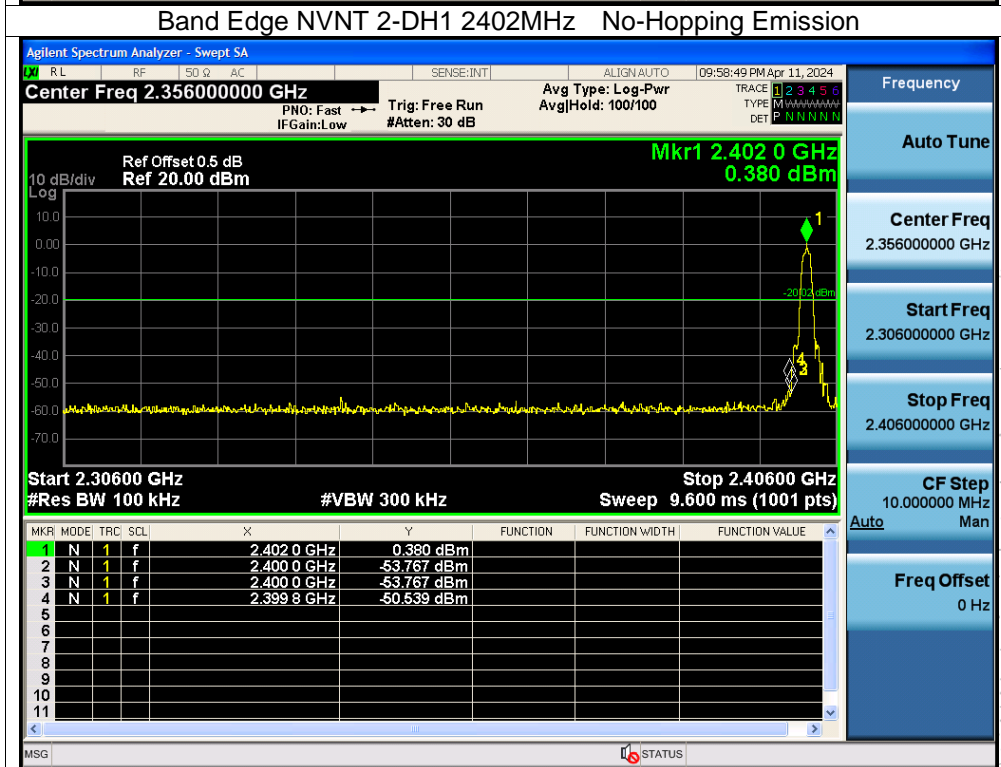 Band Edge NVNT 2-DH1 2402MHz No-Hopping Emission
Agilent Spectrum Analyzer - Swept SA
LXI RL RF 50 Ω AC SENSE:INT ALIGNAUTO 09:58:49 PM Apr 11, 2024
Center Freq 2.356000000 GHz
PNO: Fast
IFGain:Low
Trig: Free Run
#Atten: 30 dB
Avg Type: Log-Pwr
Avg|Hold: 100/100
TRACE 1 2 3 4 5 6
TYPE MWWWWW
DET P N N N N N
Mkr1 2.402 0 GHz
0.380 dBm
Ref Offset 0.5 dB
10 dB/div Ref 20.00 dBm
Log
10.0
0.00
-10.0
-20.0
-30.0
-40.0
-50.0
-60.0
-70.0
1
-20.02 dBm
4
3
Start 2.30600 GHz Stop 2.40600 GHz
#Res BW 100 kHz #VBW 300 kHz Sweep 9.600 ms (1001 pts)
MKR MODE TRC SCL X Y FUNCTION FUNCTION WIDTH FUNCTION VALUE
1 N 1 f 2.402 0 GHz 0.380 dBm
2 N 1 f 2.400 0 GHz -53.767 dBm
3 N 1 f 2.400 0 GHz -53.767 dBm
4 N 1 f 2.399 8 GHz -50.539 dBm
5
6
7
8
9
10
11
MSG STATUS
Frequency
Auto Tune
Center Freq
2.356000000 GHz
Start Freq
2.306000000 GHz
Stop Freq
2.406000000 GHz
CF Step
10.000000 MHz
Auto Man
Freq Offset
0 Hz